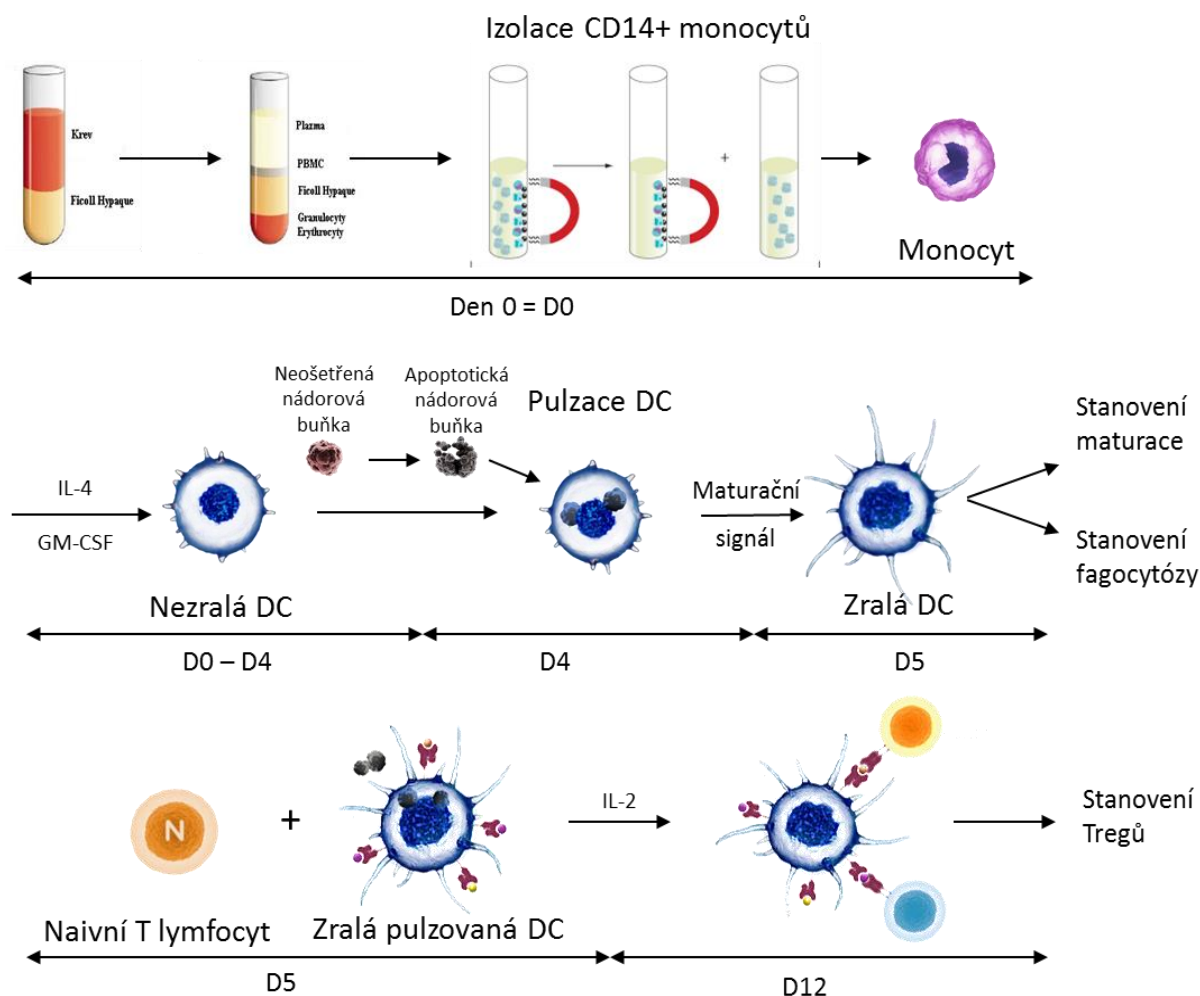 Izolace CD14+ monocytů
Krev
Ficoll Hypaque
Plazma
PBMC
Ficoll Hypaque
Granulocyty
Erythrocyty
+
Monocyt
Den 0 = D0
IL-4
GM-CSF
Nezralá DC
Neošetřená
nádorová
buňka
Apoptotická
nádorová
buňka
Pulzace DC
Maturační
signál
Zralá DC
Stanovení
maturace
Stanovení
fagocytózy
D0 – D4
D4
D5
N
+
IL-2
Stanovení
Tregů
Naivní T lymfocyt
Zralá pulzovaná DC
D5
D12